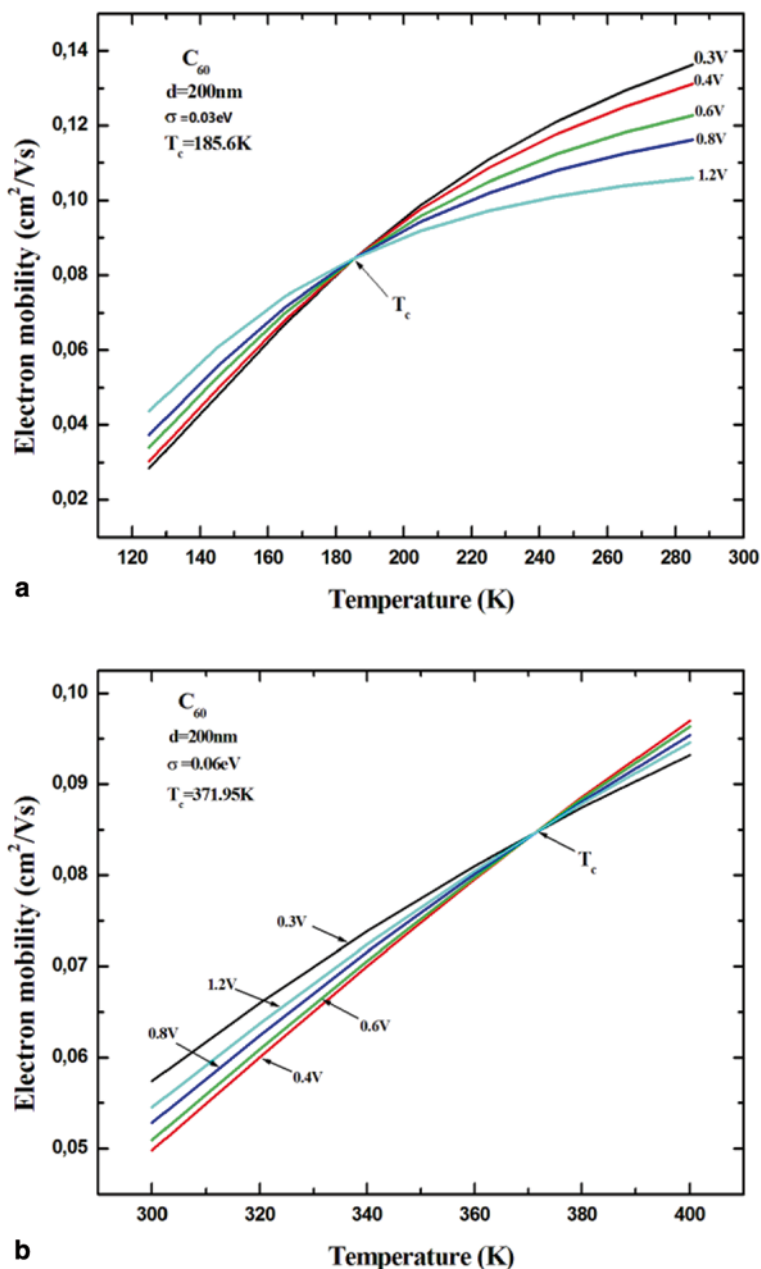 0,14
0,12
0,10
0,08
0,06
0,04
0,02
Electron mobility (cm²/Vs)
C₆₀
d=200nm
σ =0.03eV
T꜀=185.6K
0.3V
0.4V
0.6V
0.8V
1.2V
T꜀
120 140 160 180 200 220 240 260 280 300
a
Temperature (K)
0,10
0,09
0,08
0,07
0,06
0,05
Electron mobility (cm²/Vs)
C₆₀
d=200nm
σ =0.06eV
T꜀=371.95K
T꜀
0.3V
1.2V
0.8V
0.6V
0.4V
300 320 340 360 380 400
b
Temperature (K)